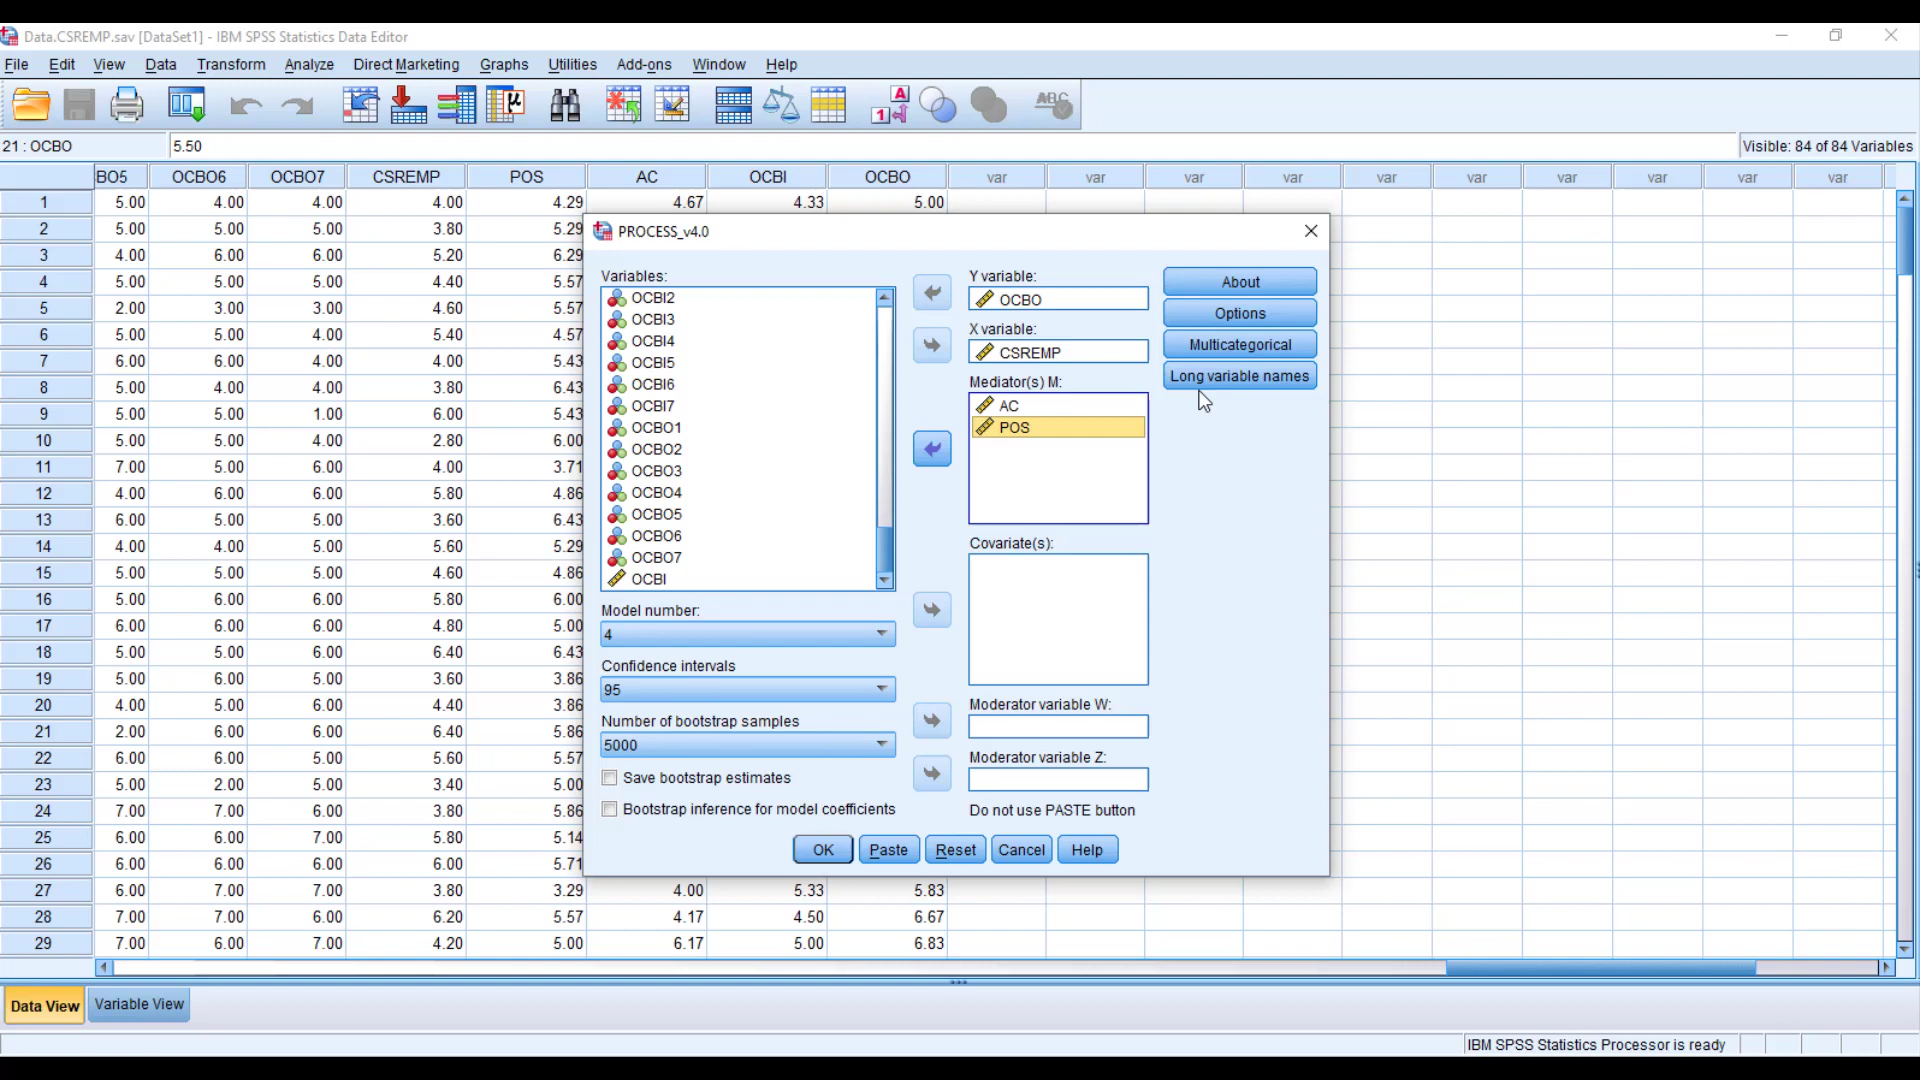 Data.CSREMP.sav [DataSet1] - IBM SPSS Statistics Data Editor
File Edit View Data Transform Analyze Direct Marketing Graphs Utilities Add-ons Window Help
21 : OCBO 5.50 Visible: 84 of 84 Variables
BO5 OCBO6 OCBO7 CSREMP POS AC OCBI OCBO var var var var var var var var var var
1 5.00 4.00 4.00 4.00 4.29 4.67 4.33 5.00
2 5.00 5.00 5.00 3.80 5.29
3 4.00 6.00 6.00 5.20 6.29
4 5.00 5.00 5.00 4.40 5.57
5 2.00 3.00 3.00 4.60 5.57
6 5.00 5.00 4.00 5.40 4.57
7 6.00 6.00 4.00 4.60 5.43
8 5.00 4.00 4.00 3.80 6.43
9 5.00 5.00 1.00 6.00 5.43
10 5.00 5.00 4.00 2.80 6.00
11 7.00 5.00 6.00 4.00 3.71
12 4.00 6.00 6.00 5.80 4.86
13 6.00 5.00 5.00 3.60 6.43
14 4.00 4.00 5.00 5.60 5.29
15 5.00 5.00 5.00 4.60 4.86
16 5.00 6.00 6.00 5.80 6.00
17 6.00 6.00 6.00 4.80 5.00
18 5.00 5.00 6.00 6.40 6.43
19 5.00 6.00 5.00 3.60 3.86
20 4.00 5.00 6.00 4.40 3.86
21 2.00 6.00 6.00 6.40 5.86
22 6.00 6.00 5.00 5.60 5.57
23 5.00 2.00 5.00 3.40 5.00
24 7.00 7.00 6.00 3.80 5.86
25 6.00 6.00 7.00 5.80 5.14
26 6.00 6.00 6.00 6.00 5.71
27 6.00 7.00 7.00 3.80 3.29 4.00 5.33 5.83
28 7.00 7.00 6.00 6.20 5.57 4.17 4.50 6.67
29 7.00 6.00 7.00 4.20 5.00 6.17 5.00 6.83
PROCESS_v4.0
Variables:
OCBI2
OCBI3
OCBI4
OCBI5
OCBI6
OCBI7
OCBO1
OCBO2
OCBO3
OCBO4
OCBO5
OCBO6
OCBO7
OCBI
Model number:
4
Confidence intervals
95
Number of bootstrap samples
5000
Save bootstrap estimates
Bootstrap inference for model coefficients
Y variable:
OCBO
X variable:
CSREMP
Mediator(s) M:
AC
POS
Covariate(s):
Moderator variable W:
Moderator variable Z:
Do not use PASTE button
About
Options
Multicategorical
Long variable names
OK Paste Reset Cancel Help
Data View Variable View
IBM SPSS Statistics Processor is ready